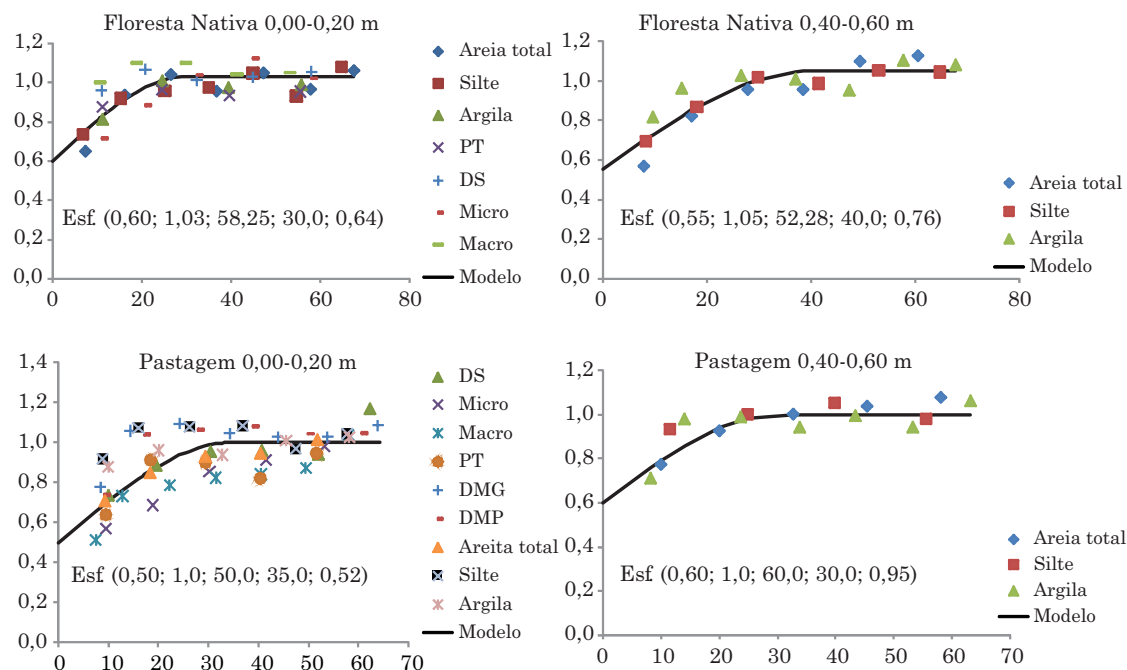 Floresta Nativa 0,00-0,20 m
1,2
1,0
0,8
0,6
0,4
0,2
0,0
0
20
40
60
80
Esf. (0,60; 1,03; 58,25; 30,0; 0,64)
Areia total
Silte
Argila
PT
DS
Micro
Macro
Modelo
Floresta Nativa 0,40-0,60 m
1,2
1,0
0,8
0,6
0,4
0,2
0,0
0
20
40
60
80
Esf. (0,55; 1,05; 52,28; 40,0; 0,76)
Areia total
Silte
Argila
Modelo
Pastagem 0,00-0,20 m
1,4
1,2
1,0
0,8
0,6
0,4
0,2
0,0
0
10
20
30
40
50
60
70
Esf. (0,50; 1,0; 50,0; 35,0; 0,52)
DS
Micro
Macro
PT
DMG
DMP
Areita total
Silte
Argila
Modelo
Pastagem 0,40-0,60 m
1,2
1,0
0,8
0,6
0,4
0,2
0,0
0
10
20
30
40
50
60
70
Esf. (0,60; 1,0; 60,0; 30,0; 0,95)
Areia total
Silte
Argila
Modelo